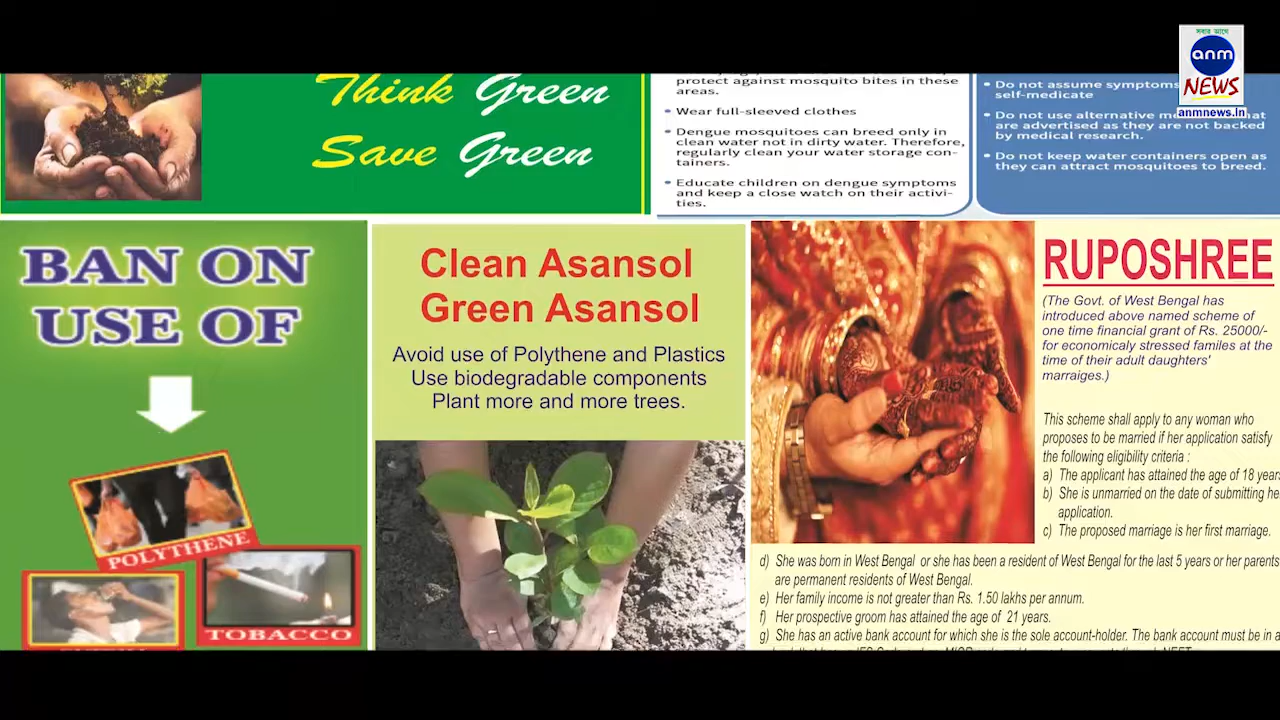 সবার আগে
anm
NEWS
anmnews.in
Think Green
Save Green
protect against mosquito bites in these
areas.
• Wear full-sleeved clothes
• Dengue mosquitoes can breed only in
clean water not in dirty water. Therefore,
regularly clean your water storage con-
tainers.
• Educate children on dengue symptoms
and keep a close watch on their activi-
ties.
• Do not assume symptoms
self-medicate
• Do not use alternative
are advertised as they are not backed
by medical research.
• Do not keep water containers open as
they can attract mosquitoes to breed.
BAN ON
USE OF
POLYTHENE
TOBACCO
Clean Asansol
Green Asansol
Avoid use of Polythene and Plastics
Use biodegradable components
Plant more and more trees.
RUPOSHREE
(The Govt. of West Bengal has
introduced above named scheme of
one time financial grant of Rs. 25000/-
for economicaly stressed familes at the
time of their adult daughters'
marraiges.)
This scheme shall apply to any woman who
proposes to be married if her application satisfy
the following eligibility criteria :
a) The applicant has attained the age of 18 years
b) She is unmarried on the date of submitting
application.
c) The proposed marriage is her first marriage.
d) She was born in West Bengal or she has been a resident of West Bengal for the last 5 years or her parents
are permanent residents of West Bengal.
e) Her family income is not greater than Rs. 1.50 lakhs per annum.
f) Her prospective groom has attained the age of 21 years.
g) She has an active bank account for which she is the sole account-holder. The bank account must be in a